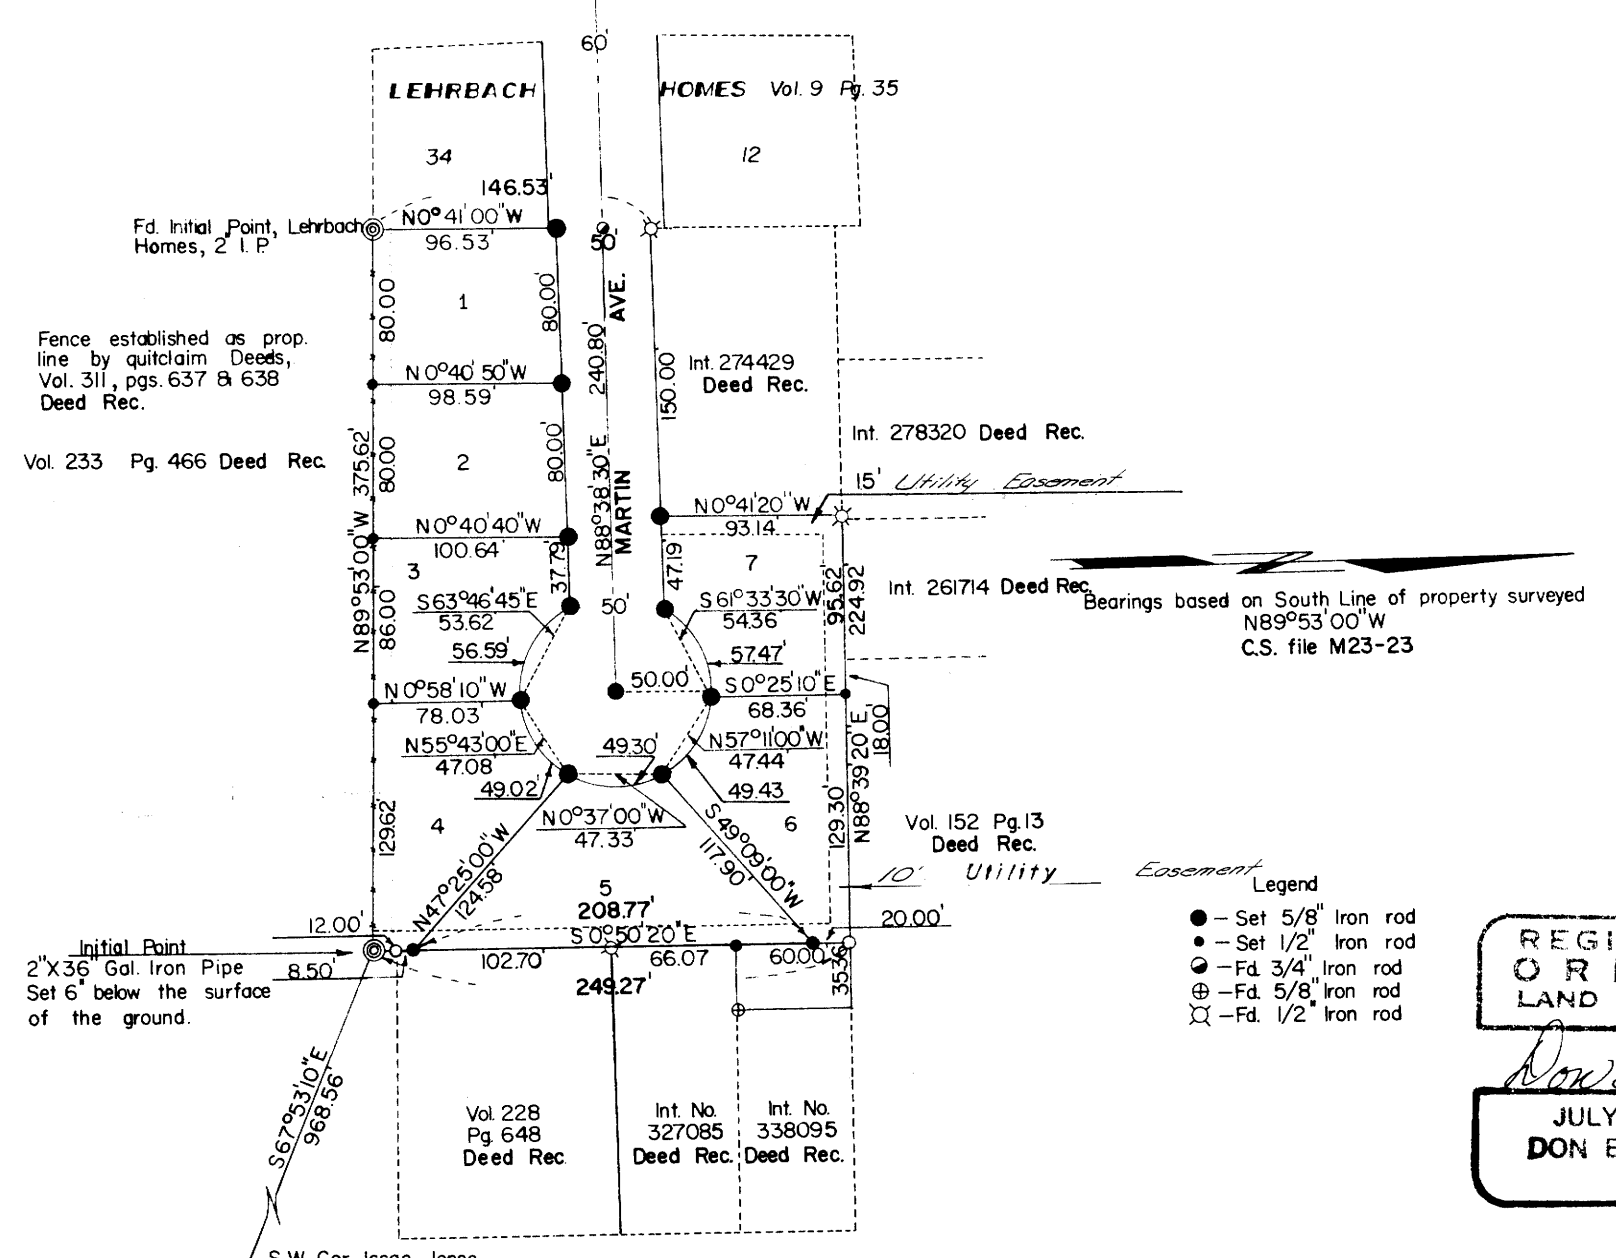 60'
LEHRBACH
HOMES Vol. 9 Pg. 35
34
12
146.53'
N0°41'00"W
96.53'
50'
Fd. Initial Point, Lehrbach
Homes, 2" I.P.
80.00
1
80.00'
AVE.
240.80'
150.00'
Int. 274429
Deed Rec.
Fence established as prop.
line by quitclaim Deeds,
Vol. 311, pgs. 637 & 638
Deed Rec.
N0°40'50"W
98.59'
Int. 278320 Deed Rec.
Vol. 233 Pg. 466 Deed Rec.
N89°53'00"W 375.62'
80.00
2
80.00'
N88°38'30"E
MARTIN
15' Utility Easement
N0°41'20"W
93.14'
N0°40'40"W
100.64'
3
37.79'
47.19
7
86.00
S63°46'45"E
53.62
50'
S61°33'30"W
54.36
95.62'
224.92'
Int. 261714 Deed Rec.
Bearings based on South Line of property surveyed
N89°53'00"W
C.S. file M23-23
56.59'
57.47'
50.00'
N0°58'10"W
78.03'
S0°25'10"E
68.36'
18.00'
N55°43'00"E
47.08'
49.30'
N57°11'00"W
47.44'
49.02'
49.43
129.62'
4
N0°37'00"W
47.33'
6
129.30'
N88°39'20"E
Vol. 152 Pg. 13
Deed Rec.
N47°25'00"W
124.58
S49°09'00"W
117.90'
10' Utility Easement
5
208.77'
S0°50'20"E
12.00'
20.00'
Initial Point
2"X36" Gal. Iron Pipe
Set 6" below the surface
of the ground.
8.50'
102.70'
66.07
60.00'
35.36
249.27'
Legend
- Set 5/8" Iron rod
- Set 1/2" Iron rod
- Fd. 3/4" Iron rod
- Fd. 5/8" Iron rod
- Fd. 1/2" Iron rod
S67°53'10"E
968.56'
Vol. 228
Pg. 648
Deed Rec.
Int. No.
327085
Deed Rec.
Int. No.
338095
Deed Rec.
REGI
ORE
LAND
JULY
DON E
S.W. Cor. Isaac Jones